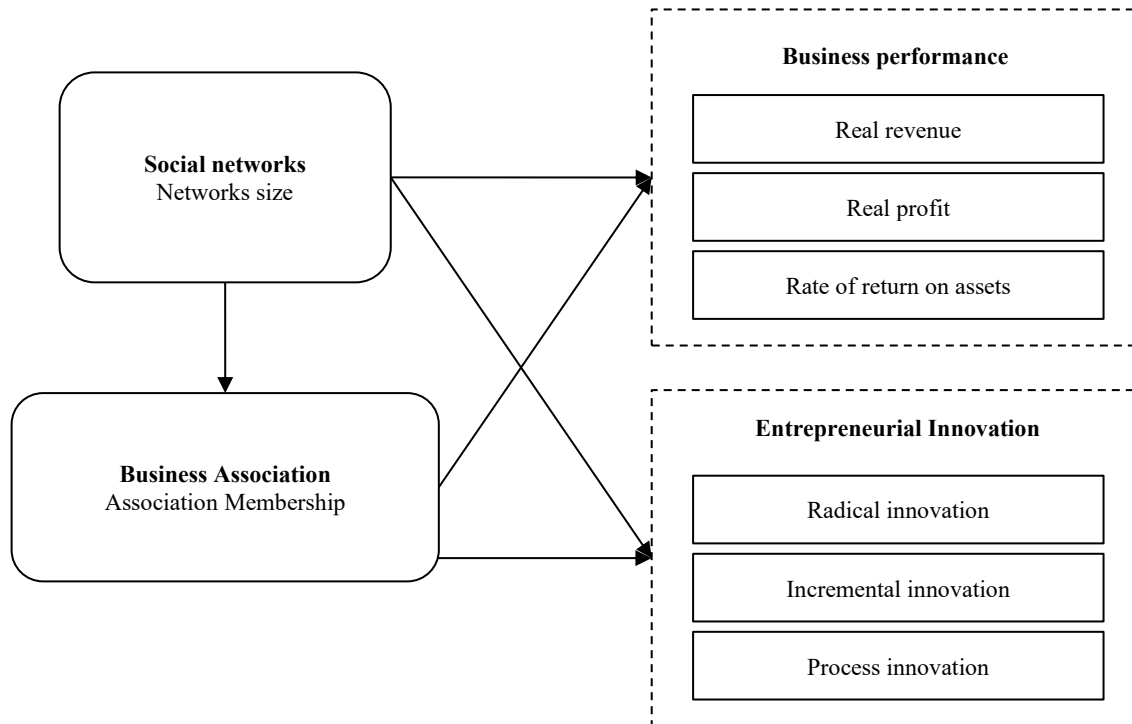 Social networks
Networks size
Business Association
Association Membership
Business performance
Real revenue
Real profit
Rate of return on assets
Entrepreneurial Innovation
Radical innovation
Incremental innovation
Process innovation